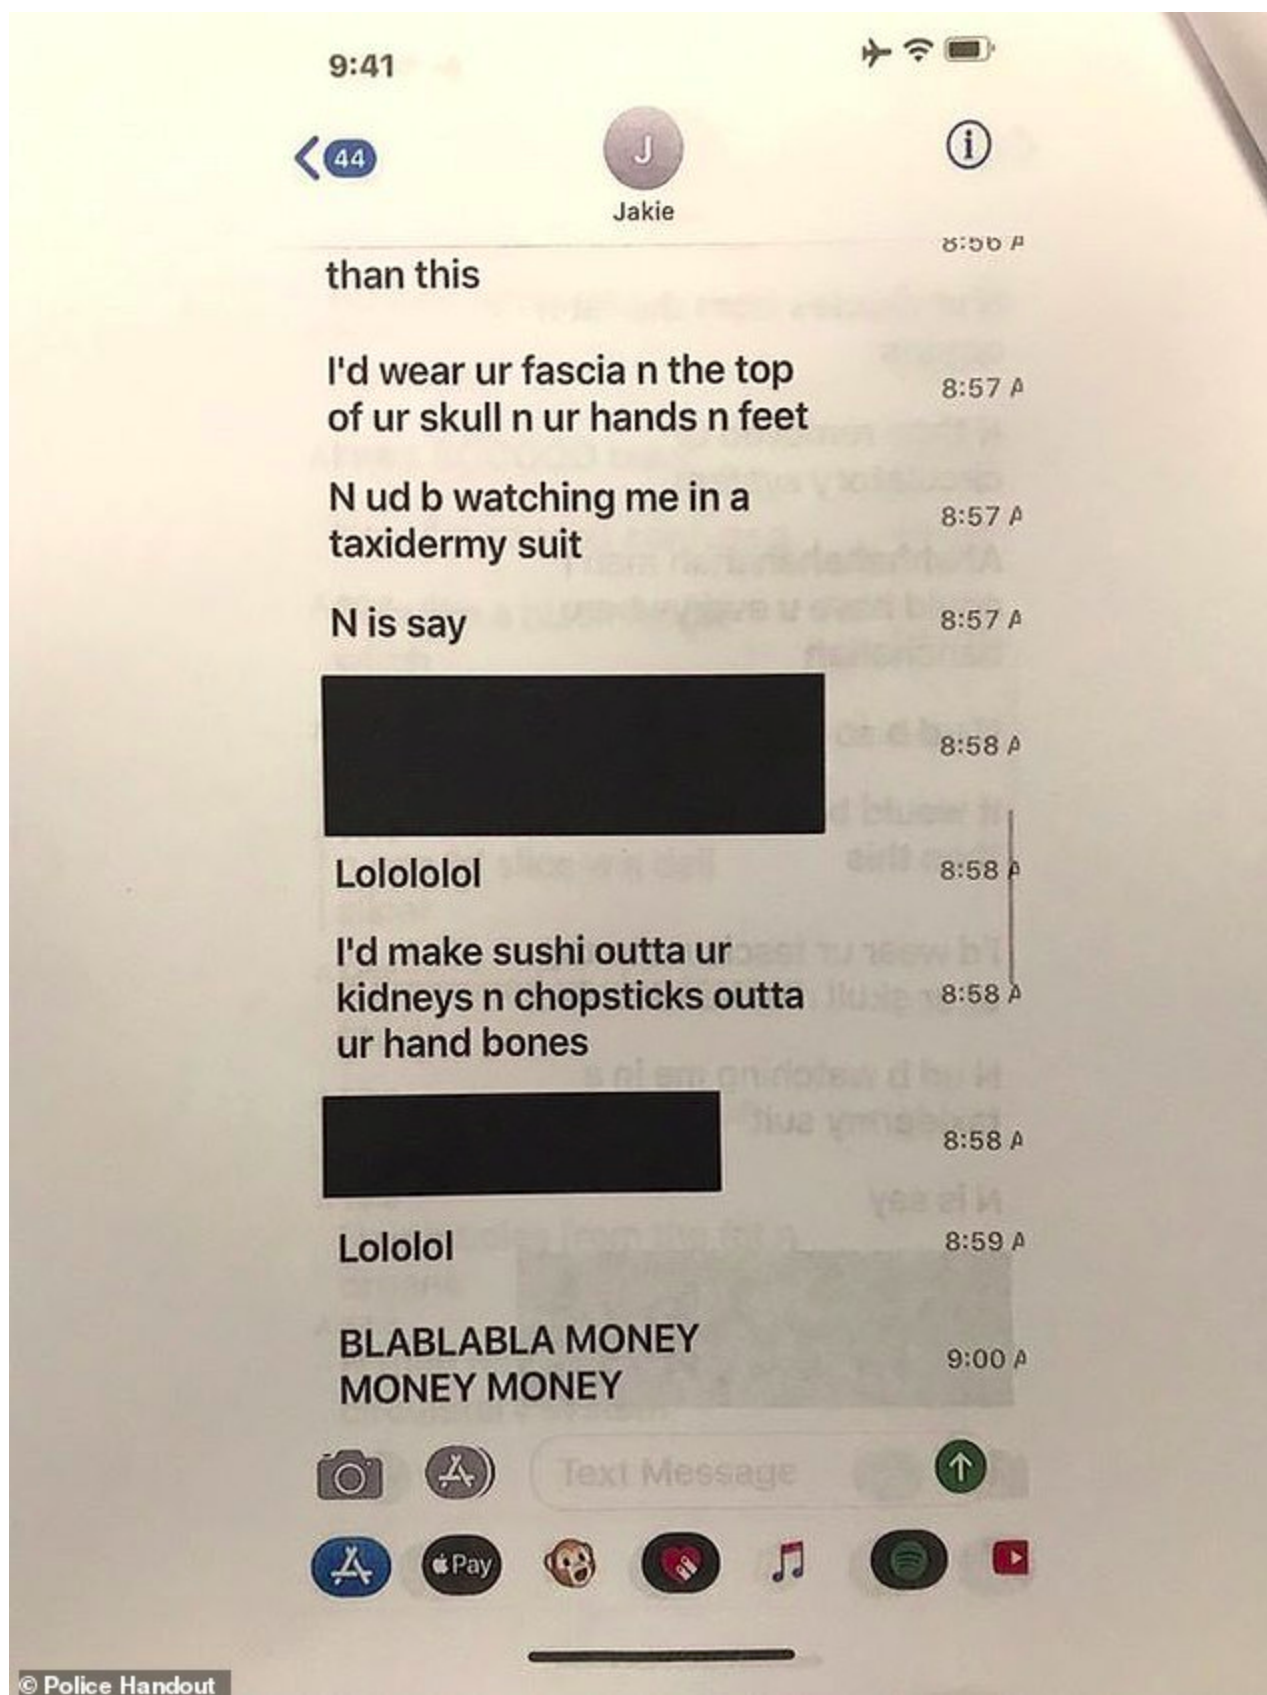 9:41
44
J
Jakie
8:56 A
than this
I'd wear ur fascia n the top
of ur skull n ur hands n feet
8:57 A
N ud b watching me in a
taxidermy suit
8:57 A
N is say
8:57 A
8:58 A
Lolololol
8:58 A
I'd make sushi outta ur
kidneys n chopsticks outta
ur hand bones
8:58 A
8:58 A
Lololol
8:59 A
BLABLABLA MONEY
MONEY MONEY
9:00 A
Text Message
Pay
© Police Handout